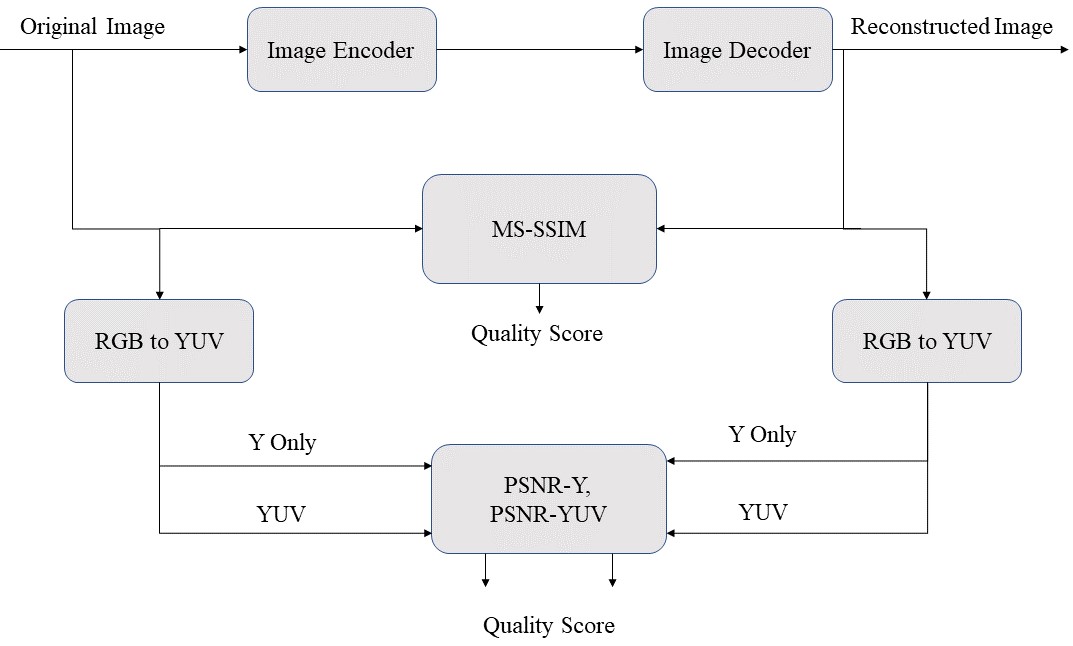 Original Image
Image Encoder
Image Decoder
Reconstructed Image
MS-SSIM
Quality Score
RGB to YUV
RGB to YUV
Y Only
Y Only
PSNR-Y,
PSNR-YUV
YUV
YUV
Quality Score